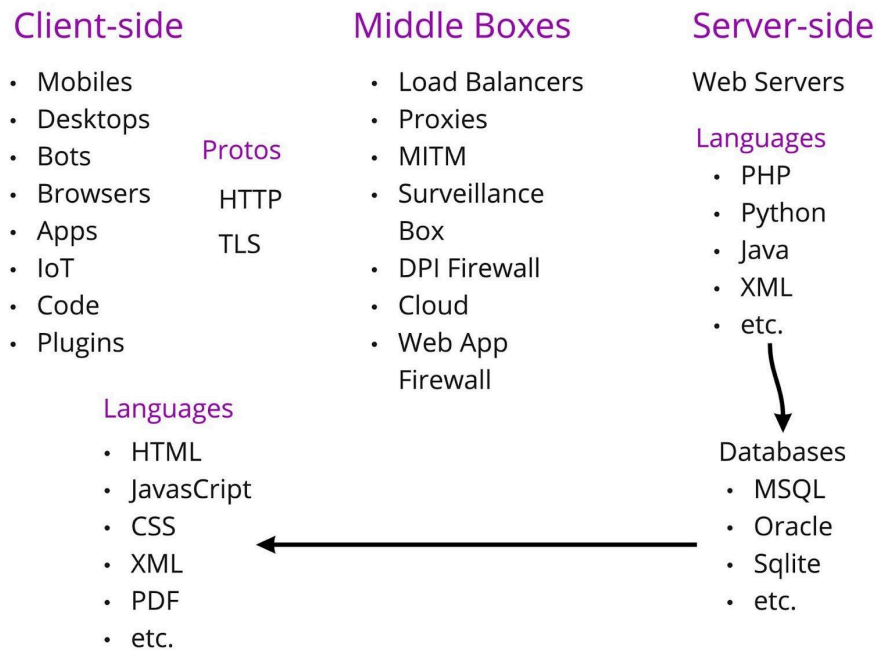 Client-side
• Mobiles
• Desktops
• Bots
• Browsers
• Apps
• IoT
• Code
• Plugins
Protos
HTTP
TLS
Languages
• HTML
• JavasCript
• CSS
• XML
• PDF
• etc.
Middle Boxes
• Load Balancers
• Proxies
• MITM
• Surveillance
Box
• DPI Firewall
• Cloud
• Web App
Firewall
Server-side
Web Servers
Languages
• PHP
• Python
• Java
• XML
• etc.
Databases
• MSQL
• Oracle
• Sqlite
• etc.